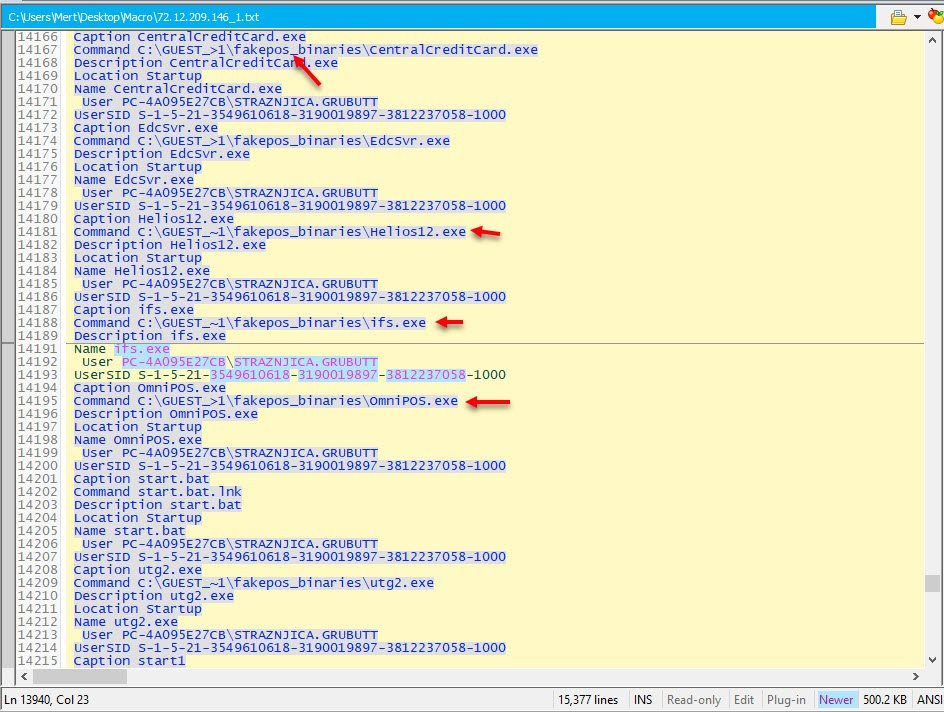 C:\Users\Mert\Desktop\Macro\72.12.209.146_1.txt
14166 Caption CentralCreditCard.exe
14167 Command C:\GUEST_>1\fakepos_binaries\CentralCreditCard.exe
14168 Description CentralCreditCard.exe
14169 Location Startup
14170 Name CentralCreditCard.exe
14171 User PC-4A095E27CB\STRAZNJICA.GRUBUTT
14172 UserSID S-1-5-21-3549610618-3190019897-3812237058-1000
14173 Caption EdcSvr.exe
14174 Command C:\GUEST_>1\fakepos_binaries\EdcSvr.exe
14175 Description EdcSvr.exe
14176 Location Startup
14177 Name EdcSvr.exe
14178 User PC-4A095E27CB\STRAZNJICA.GRUBUTT
14179 UserSID S-1-5-21-3549610618-3190019897-3812237058-1000
14180 Caption Helios12.exe
14181 Command C:\GUEST_~1\fakepos_binaries\Helios12.exe
14182 Description Helios12.exe
14183 Location Startup
14184 Name Helios12.exe
14185 User PC-4A095E27CB\STRAZNJICA.GRUBUTT
14186 UserSID S-1-5-21-3549610618-3190019897-3812237058-1000
14187 Caption ifs.exe
14188 Command C:\GUEST_~1\fakepos_binaries\ifs.exe
14189 Description ifs.exe
14191 Name ifs.exe
14192 User PC-4A095E27CB\STRAZNJICA.GRUBUTT
14193 UserSID S-1-5-21-3549610618-3190019897-3812237058-1000
14194 Caption OmniPOS.exe
14195 Command C:\GUEST_>1\fakepos_binaries\OmniPOS.exe
14196 Description OmniPOS.exe
14197 Location Startup
14198 Name OmniPOS.exe
14199 User PC-4A095E27CB\STRAZNJICA.GRUBUTT
14200 UserSID S-1-5-21-3549610618-3190019897-3812237058-1000
14201 Caption start.bat
14202 Command start.bat.lnk
14203 Description start.bat
14204 Location Startup
14205 Name start.bat
14206 User PC-4A095E27CB\STRAZNJICA.GRUBUTT
14207 UserSID S-1-5-21-3549610618-3190019897-3812237058-1000
14208 Caption utg2.exe
14209 Command C:\GUEST_~1\fakepos_binaries\utg2.exe
14210 Description utg2.exe
14211 Location Startup
14212 Name utg2.exe
14213 User PC-4A095E27CB\STRAZNJICA.GRUBUTT
14214 UserSID S-1-5-21-3549610618-3190019897-3812237058-1000
14215 Caption start1
Ln 13940, Col 23 15,377 lines INS Read-only Edit Plug-in Newer 500.2 KB ANSI